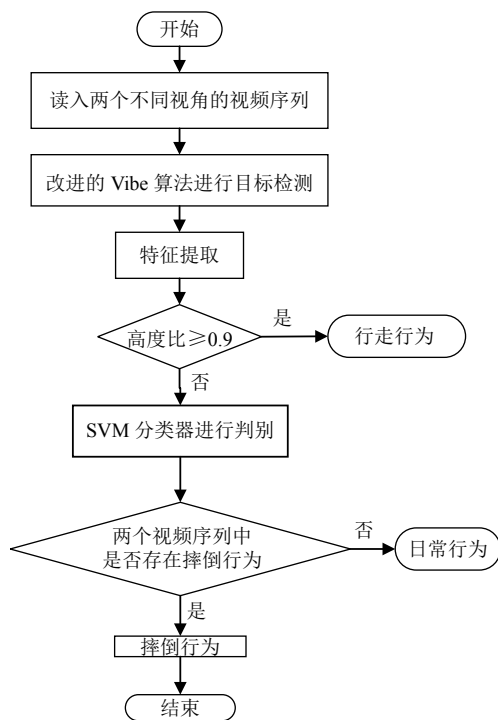 开始
读入两个不同视角的视频序列
改进的 Vibe 算法进行目标检测
特征提取
高度比≥0.9
是
行走行为
否
SVM 分类器进行判别
两个视频序列中
是否存在摔倒行为
否
日常行为
是
摔倒行为
结束